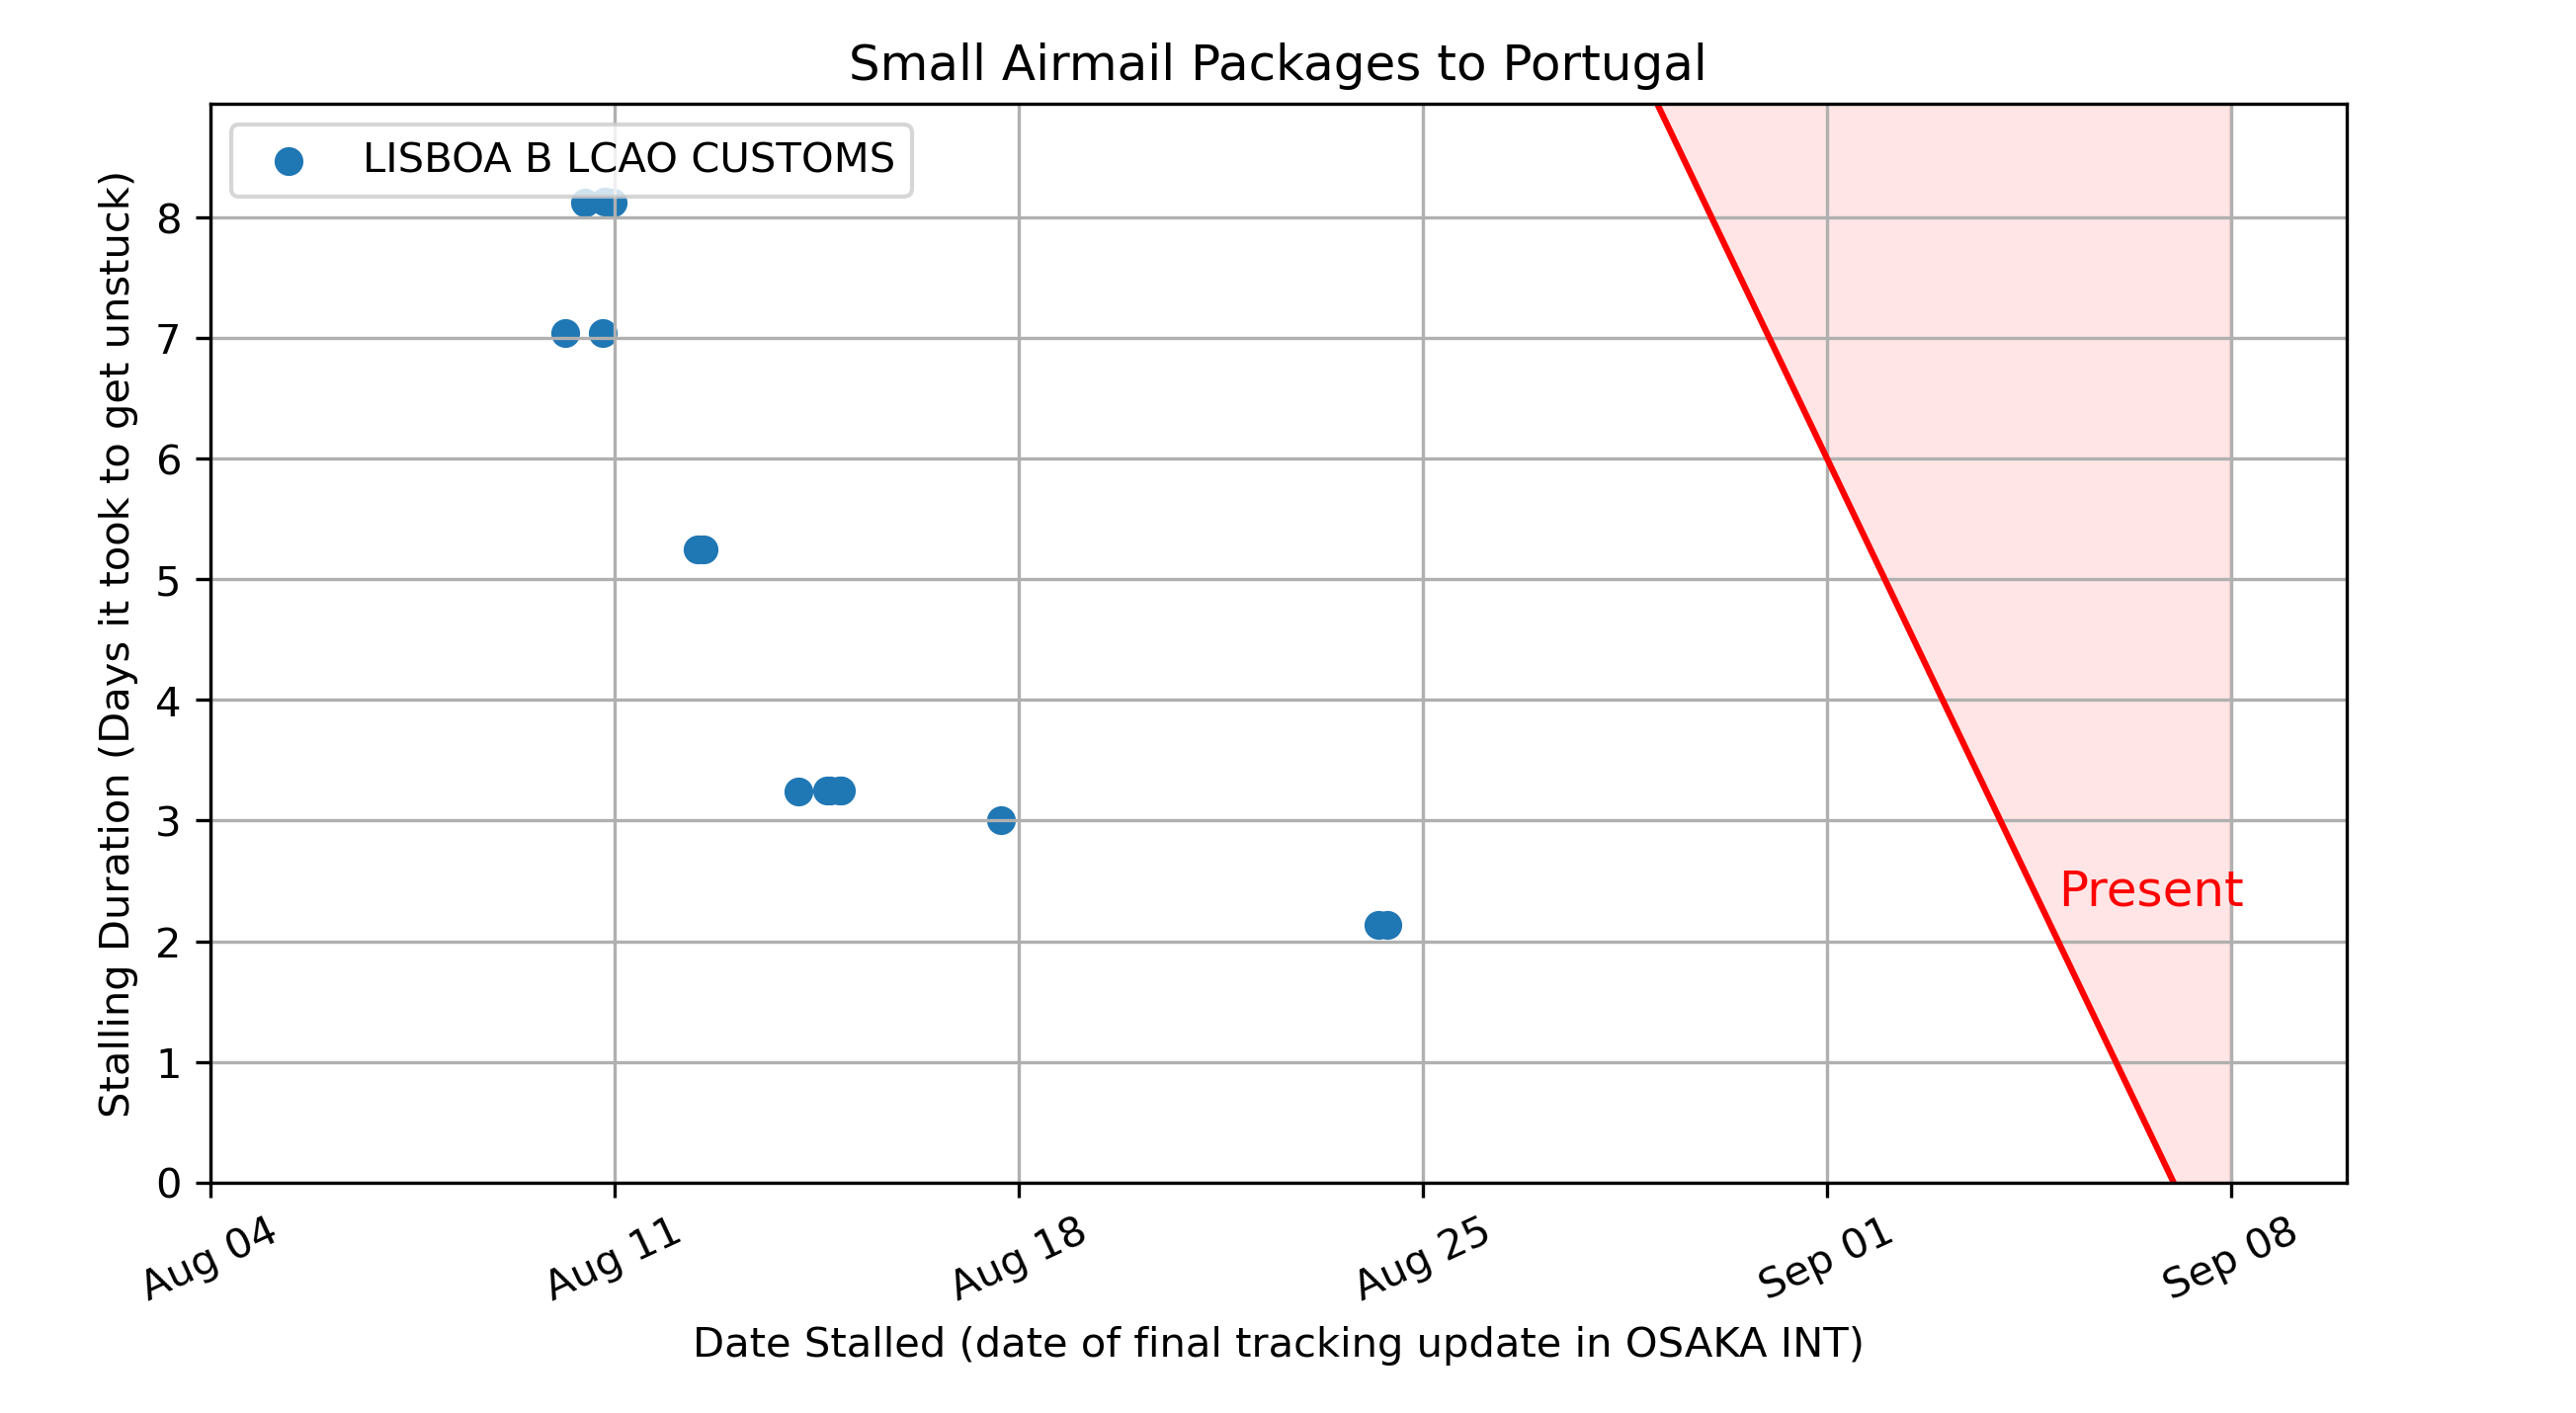 Small Airmail Packages to Portugal
LISBOA B LCAO CUSTOMS
Stalling Duration (Days it took to get unstuck)
8
7
6
5
4
3
2
1
0
Present
Aug 04
Aug 11
Aug 18
Aug 25
Sep 01
Sep 08
Date Stalled (date of final tracking update in OSAKA INT)